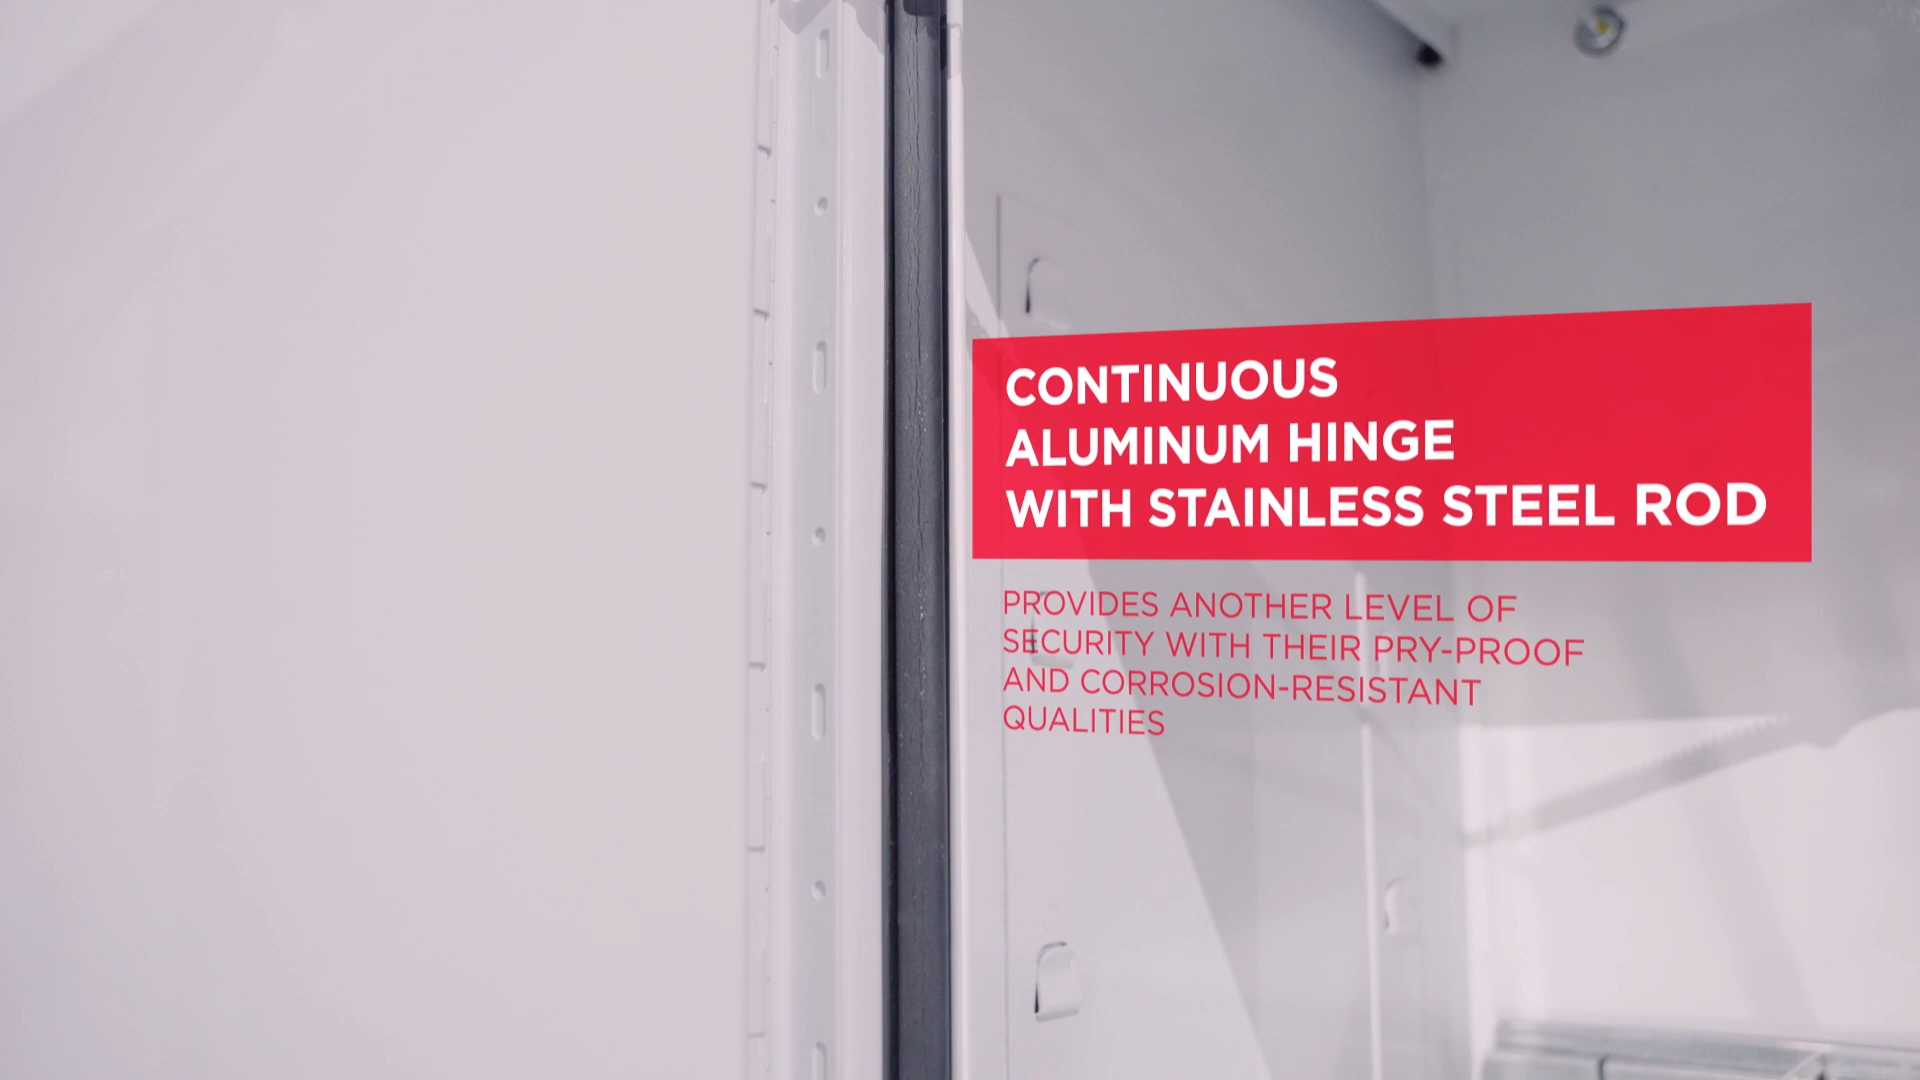 CONTINUOUS
ALUMINUM HINGE
WITH STAINLESS STEEL ROD
PROVIDES ANOTHER LEVEL OF
SECURITY WITH THEIR PRY-PROOF
AND CORROSION-RESISTANT
QUALITIES